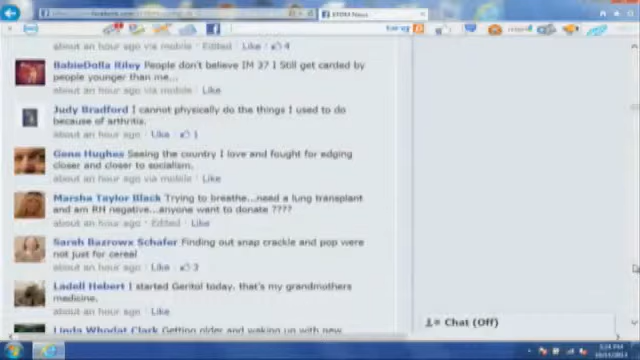 KTBS News
about an hour ago via mobile · Edited · Like · 4
BabieDolla Riley People don't believe IM 37 I Still get carded by
people younger than me...
about an hour ago via mobile · Like
Judy Bradford I cannot physically do the things I used to do
because of arthritis.
about an hour ago · Like · 1
Gene Hughes Seeing the country I love and fought for edging
closer and closer to socialism.
about an hour ago via mobile · Like
Marsha Taylor Black Trying to breathe...need a lung transplant
and am RH negative...anyone want to donate ????
about an hour ago · Edited · Like
Sarah Bazrowx Schafer Finding out snap crackle and pop were
not just for cereal
about an hour ago · Like · 3
Ladell Hebert I started Geritol today, that's my grandmothers
medicine.
about an hour ago · Like
Linda Whodat Clark Getting older and waking up with new
Chat (Off)